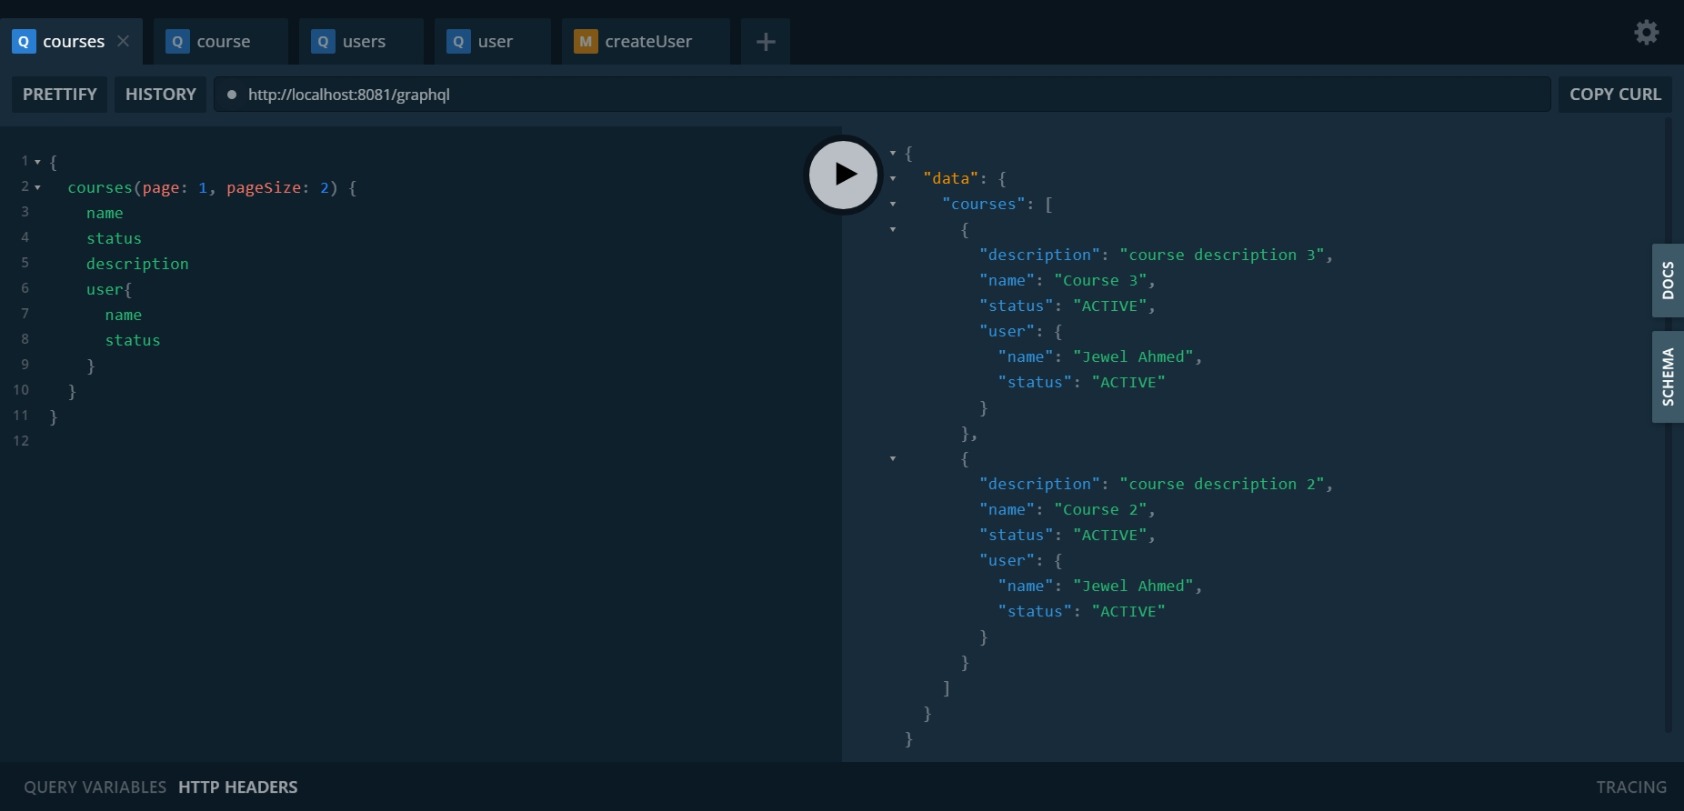 Q courses × Q course Q users Q user M createUser +
PRETTIFY HISTORY http://localhost:8081/graphql COPY CURL
1 {
2 courses(page: 1, pageSize: 2) {
3 name
4 status
5 description
6 user{
7 name
8 status
9 }
10 }
11 }
12
{
"data": {
"courses": [
{
"description": "course description 3",
"name": "Course 3",
"status": "ACTIVE",
"user": {
"name": "Jewel Ahmed",
"status": "ACTIVE"
}
},
{
"description": "course description 2",
"name": "Course 2",
"status": "ACTIVE",
"user": {
"name": "Jewel Ahmed",
"status": "ACTIVE"
}
}
]
}
}
DOCS
SCHEMA
QUERY VARIABLES HTTP HEADERS TRACING